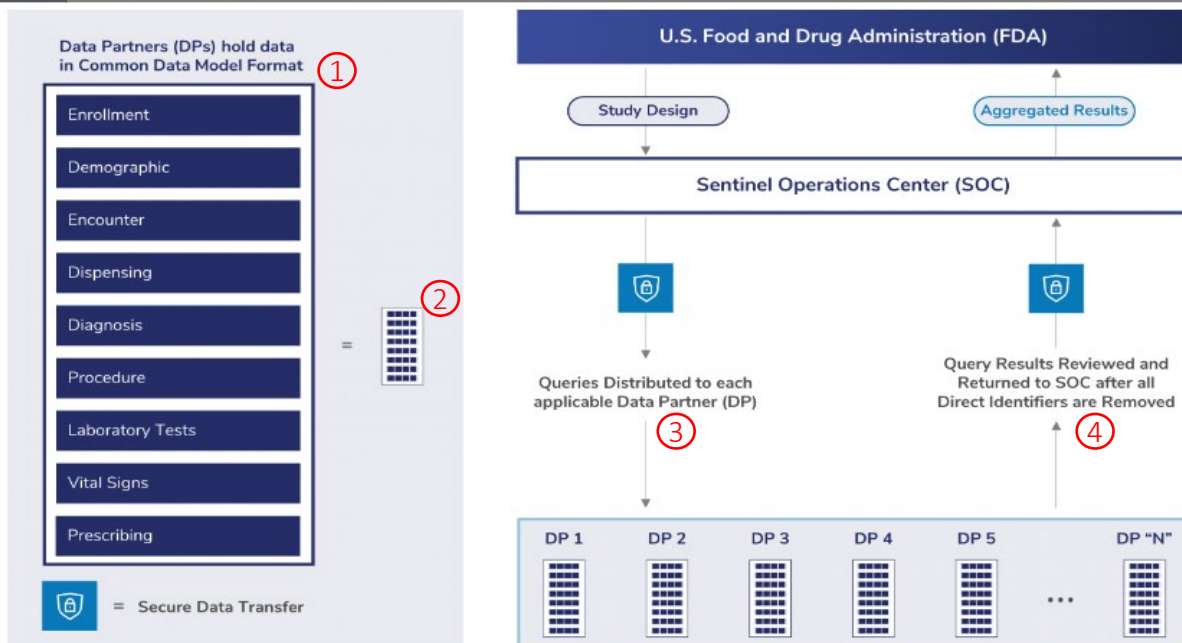 Data Partners (DPs) hold data
in Common Data Model Format
①
Enrollment
Demographic
Encounter
Dispensing
Diagnosis
Procedure
Laboratory Tests
Vital Signs
Prescribing
=
②
= Secure Data Transfer
U.S. Food and Drug Administration (FDA)
Study Design
Aggregated Results
Sentinel Operations Center (SOC)
Queries Distributed to each
applicable Data Partner (DP)
③
Query Results Reviewed and
Returned to SOC after all
Direct Identifiers are Removed
④
DP 1 DP 2 DP 3 DP 4 DP 5 DP “N”
...